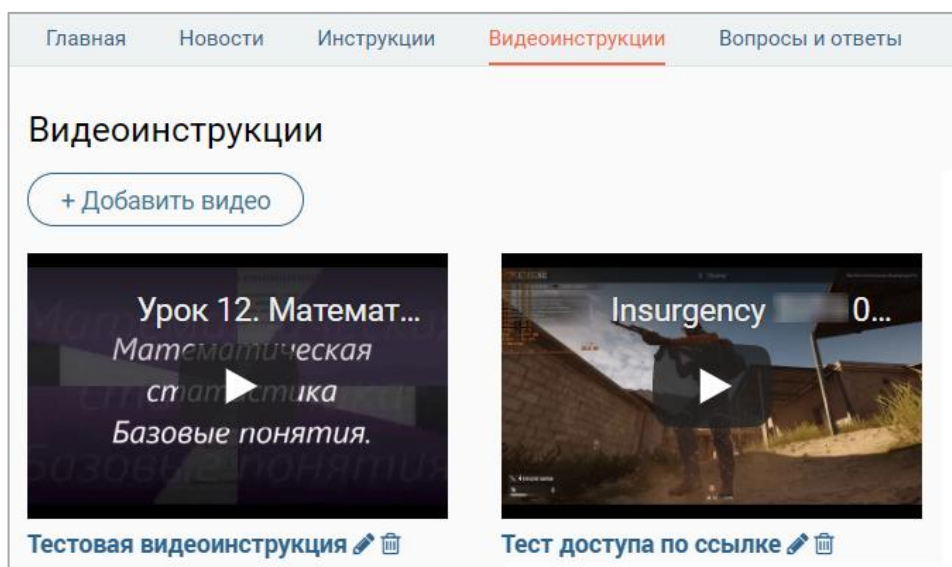 Главная Новости Инструкции Видеоинструкции Вопросы и ответы
Видеоинструкции
+ Добавить видео
Урок 12. Математ...
Математическая
статистика
Базовые понятия.
Insurgency 0...
Тестовая видеоинструкция
Тест доступа по ссылке